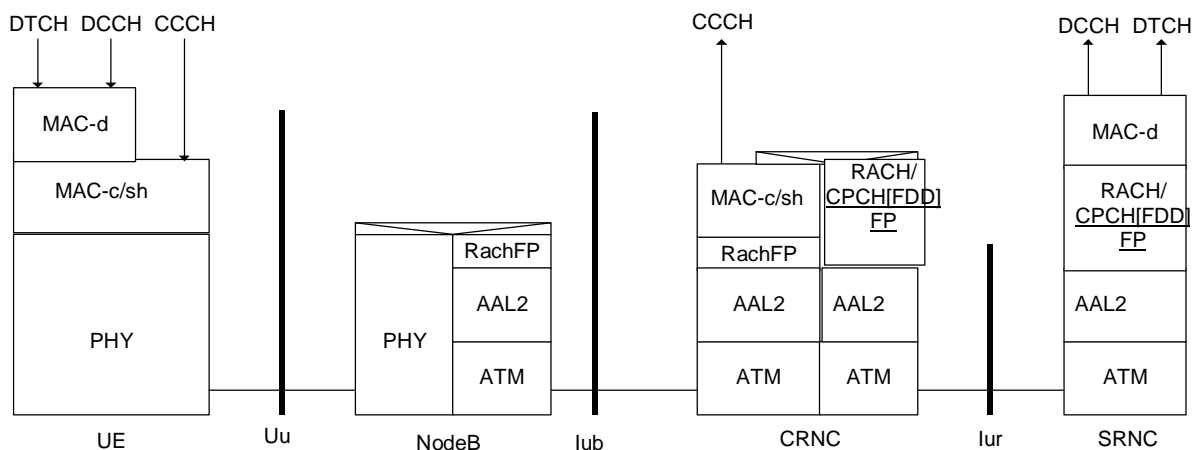 DTCH DCCH CCCH
CCCH
DCCH DTCH
MAC-d
MAC-c/sh
PHY
UE
Uu
PHY
RachFP
AAL2
ATM
NodeB
Iub
MAC-c/sh
RachFP
AAL2
ATM
RACH/
CPCH[FDD]
FP
AAL2
ATM
CRNC
Iur
MAC-d
RACH/
CPCH[FDD]
FP
AAL2
ATM
SRNC